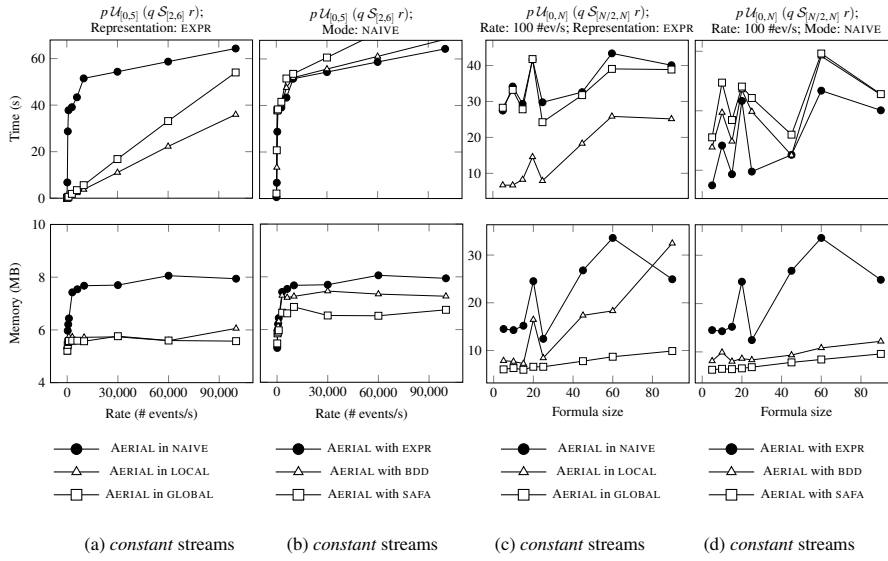 p U[0,5] (q S[2,6] r);
Representation: EXPR
p U[0,5] (q S[2,6] r);
Mode: NAIVE
p U[0,N] (q S[N/2,N] r);
Rate: 100 #ev/s; Representation: EXPR
p U[0,N] (q S[N/2,N] r);
Rate: 100 #ev/s; Mode: NAIVE
Time (s)
60
40
20
0
40
30
20
10
Memory (MB)
10
8
6
4
30
20
10
0 30,000 90,000
Rate (# events/s)
0 30,000 90,000
Rate (# events/s)
0 20 40 60 80
Formula size
0 20 40 60 80
Formula size
AERIAL in NAIVE
AERIAL in LOCAL
AERIAL in GLOBAL
AERIAL with EXPR
AERIAL with BDD
AERIAL with SAFA
AERIAL in NAIVE
AERIAL in LOCAL
AERIAL in GLOBAL
AERIAL with EXPR
AERIAL with BDD
AERIAL with SAFA
(a) constant streams
(b) constant streams
(c) constant streams
(d) constant streams